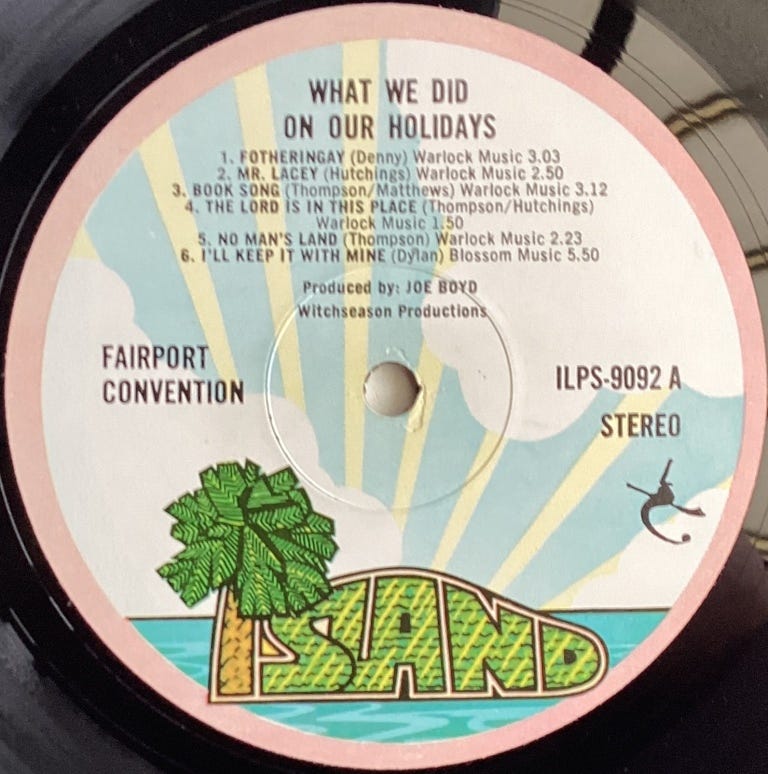 WHAT WE DID
ON OUR HOLIDAYS
1. FOTHERINGAY (Denny) Warlock Music 3.03
2. MR. LACEY (Hutchings) Warlock Music 2.50
3. BOOK SONG (Thompson/Matthews) Warlock Music 3.12
4. THE LORD IS IN THIS PLACE (Thompson/Hutchings)
Warlock Music 1.50
5. NO MAN'S LAND (Thompson) Warlock Music 2.23
6. I'LL KEEP IT WITH MINE (Dylan) Blossom Music 5.50
Produced by: JOE BOYD
Witchseason Productions
FAIRPORT
CONVENTION
ILPS-9092 A
STEREO
ISLAND